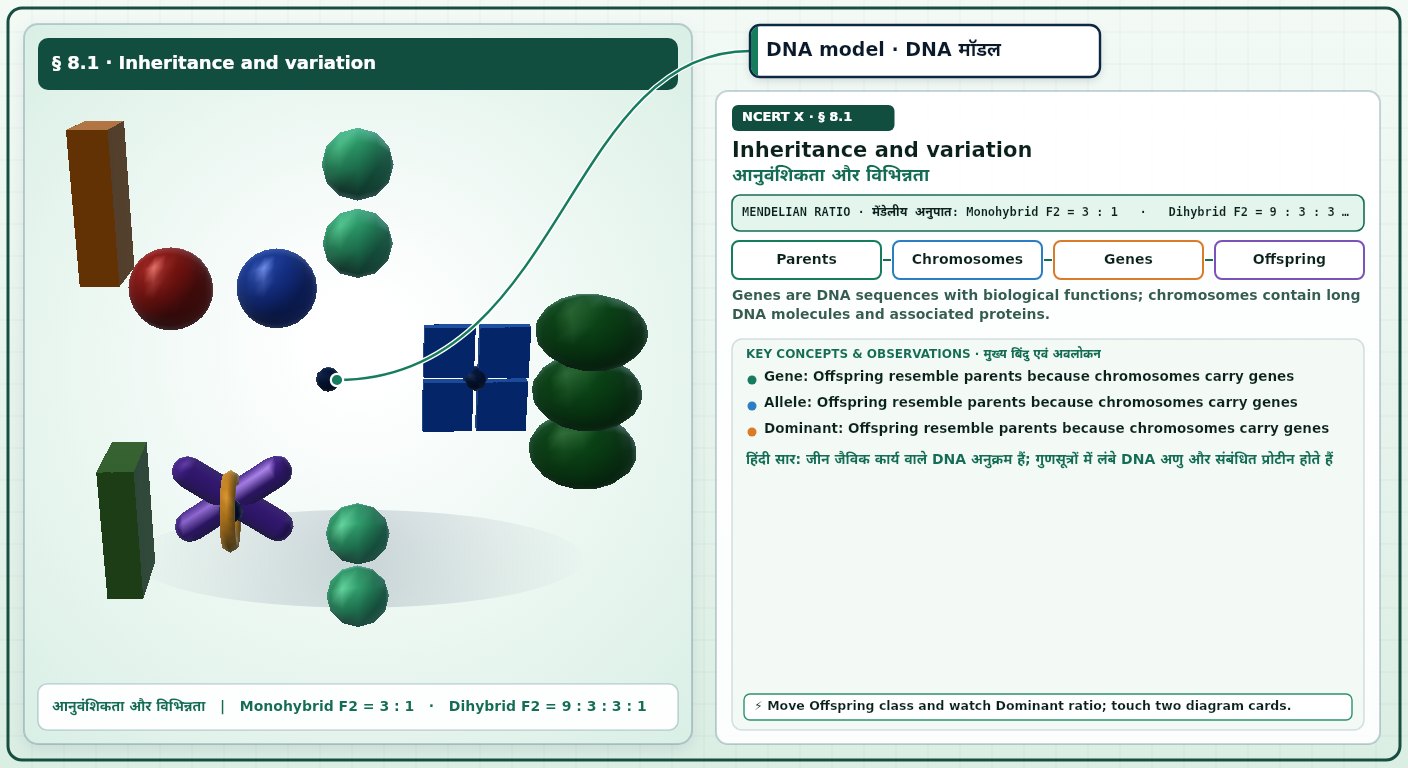 § 8.1 · Inheritance and variation
DNA model · DNA मॉडल
NCERT X · § 8.1
Inheritance and variation
आनुवंशिकता और विभिन्नता
MENDELIAN RATIO · मेंडेलीय अनुपात: Monohybrid F2 = 3 : 1 · Dihybrid F2 = 9 : 3 : 3 …
Parents
Chromosomes
Genes
Offspring
Genes are DNA sequences with biological functions; chromosomes contain long
DNA molecules and associated proteins.
KEY CONCEPTS & OBSERVATIONS · मुख्य बिंदु एवं अवलोकन
Gene: Offspring resemble parents because chromosomes carry genes
Allele: Offspring resemble parents because chromosomes carry genes
Dominant: Offspring resemble parents because chromosomes carry genes
हिंदी सार: जीन जैविक कार्य वाले DNA अनुक्रम हैं; गुणसूत्रों में लंबे DNA अणु और संबंधित प्रोटीन होते हैं
⚡ Move Offspring class and watch Dominant ratio; touch two diagram cards.
आनुवंशिकता और विभिन्नता | Monohybrid F2 = 3 : 1 · Dihybrid F2 = 9 : 3 : 3 : 1